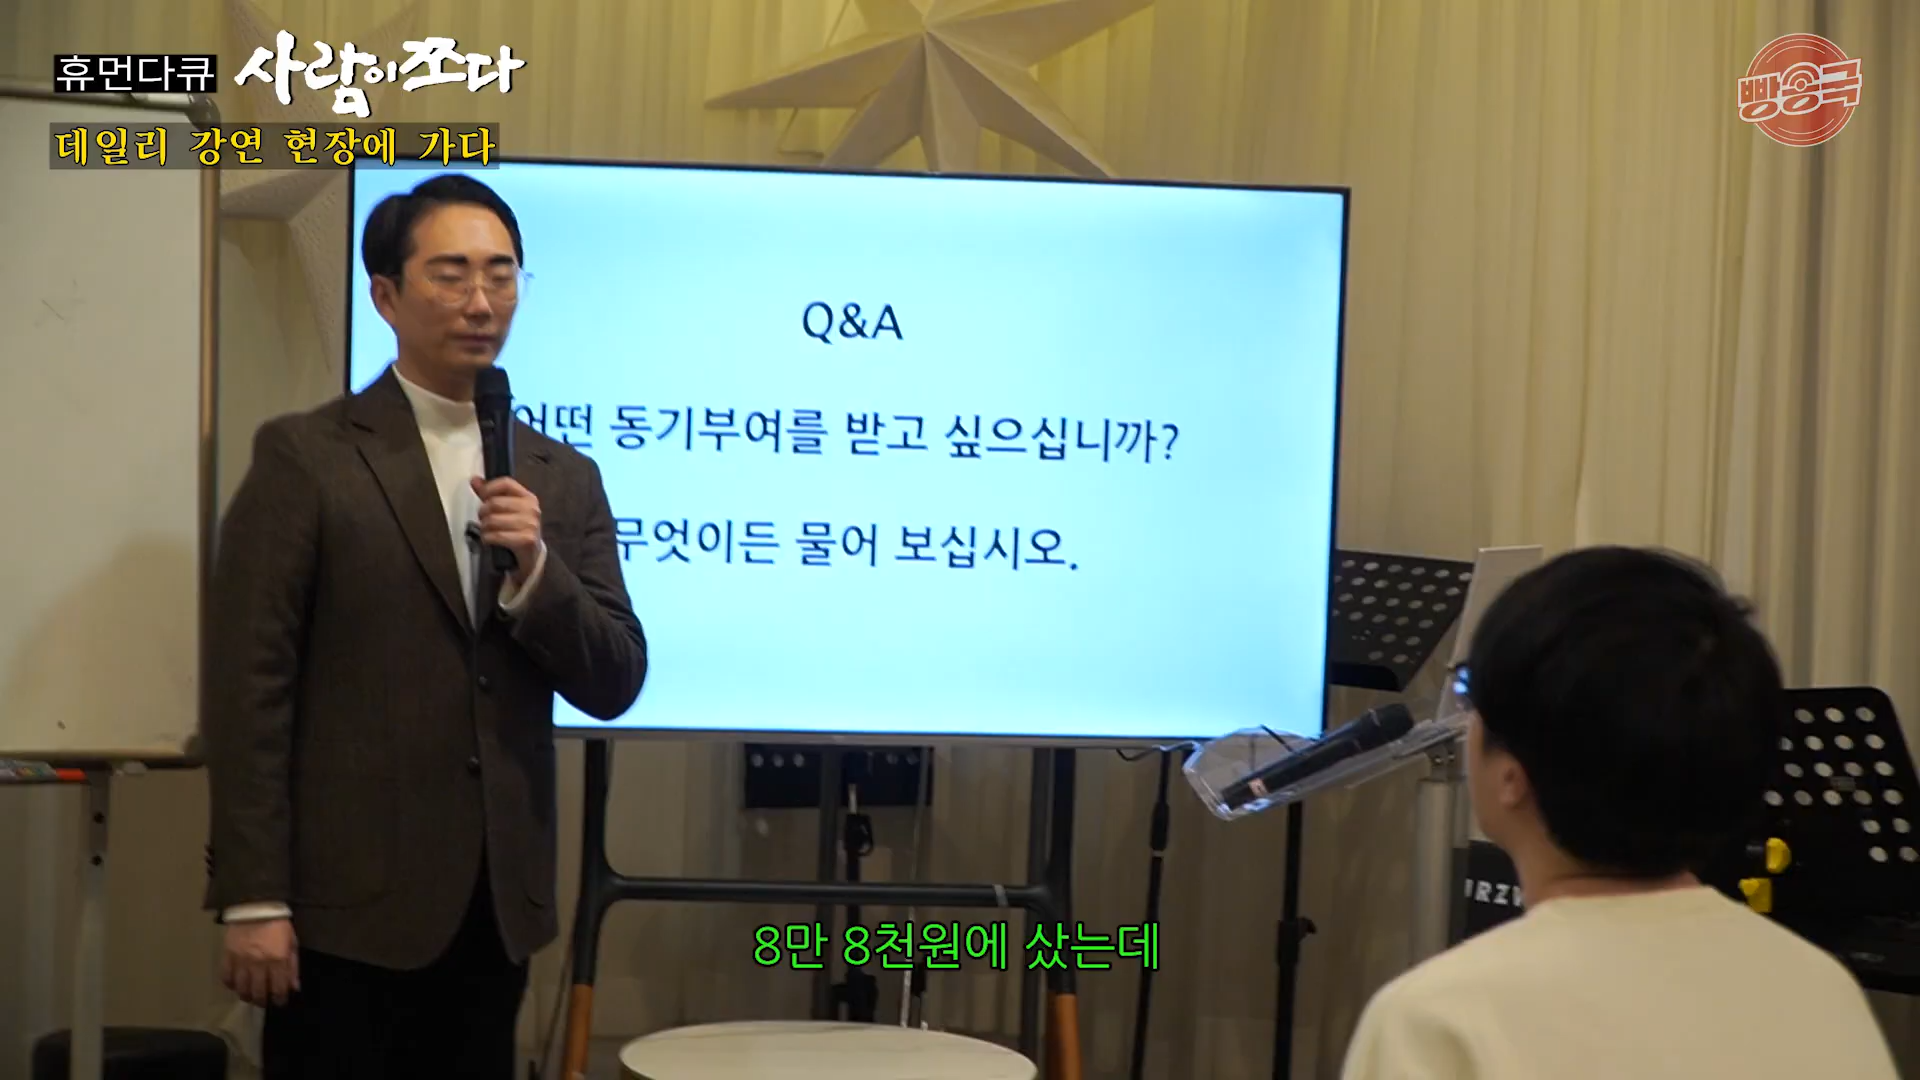 휴먼다큐 사람이쪼다
데일리 강연 현장에 가다
빵송국
Q&A
어떤 동기부여를 받고 싶으십니까?
무엇이든 물어 보십시오.
8만 8천원에 샀는데